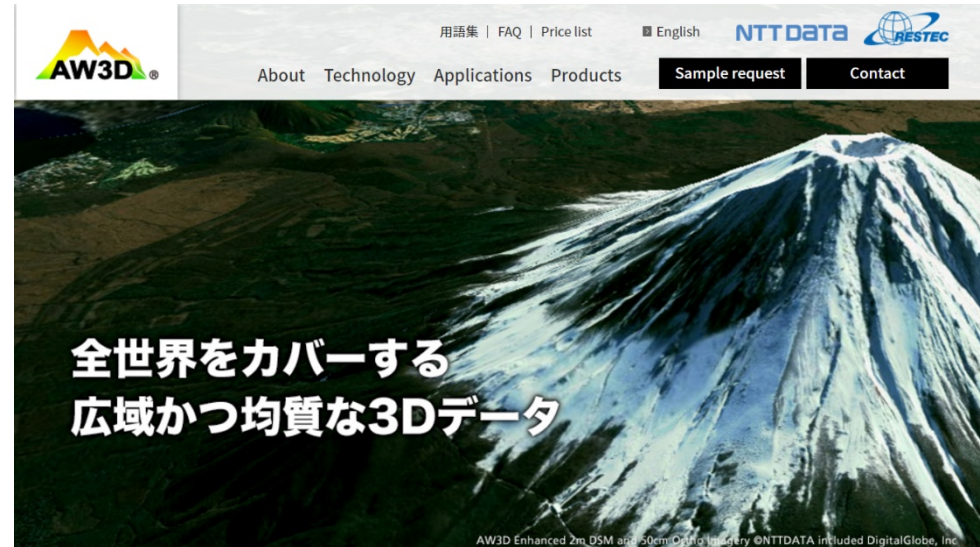 AW3D ®
用語集 | FAQ | Price list English NTT DATA RESTEC
About Technology Applications Products Sample request Contact
全世界をカバーする
広域かつ均質な3Dデータ
AW3D Enhanced 2m DSM and 50cm Ortho Imagery ©NTTDATA included DigitalGlobe, Inc.